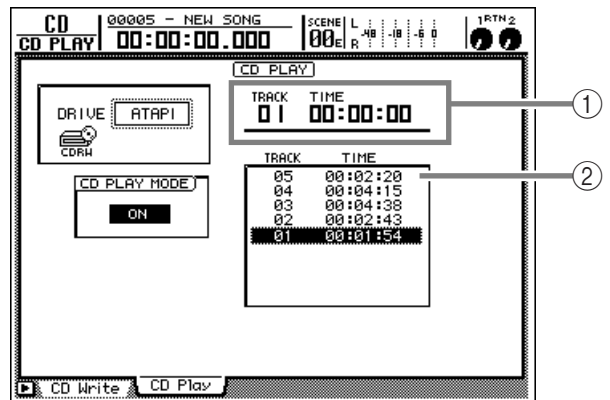 CD
CD PLAY
00005 - NEW SONG
00:00:00.000
SCENE
00E
L -48 -18 -6 0
R
1 RTN 2
CD PLAY
DRIVE ATAPI
CDRW
CD PLAY MODE
ON
TRACK TIME
01 00:00:00
①
TRACK TIME
②
05 00:02:20
04 00:04:15
03 00:04:38
02 00:02:43
01 00:01:54
CD Write
CD Play